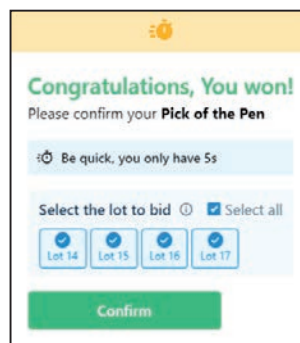 Congratulations, You won!
Please confirm your Pick of the Pen
Be quick, you only have 5s
Select the lot to bid Select all
Lot 14 Lot 15 Lot 16 Lot 17
Confirm